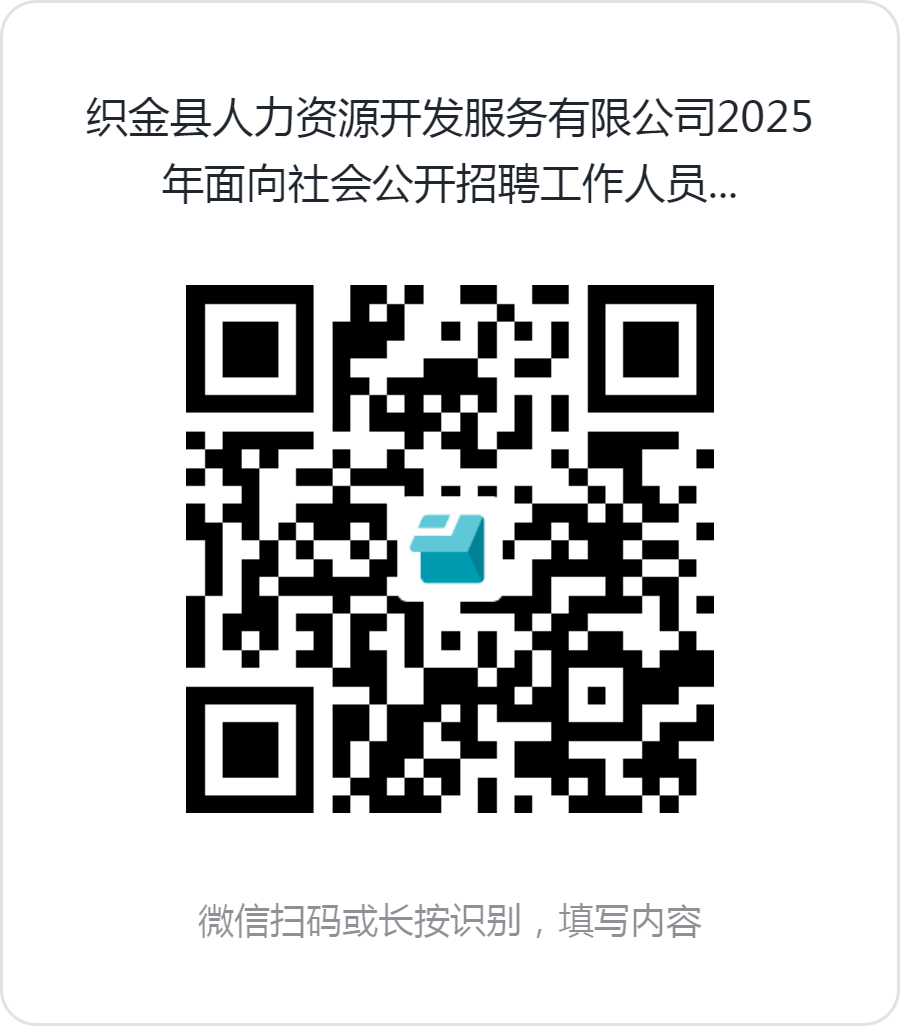 织金县人力资源开发服务有限公司2025
年面向社会公开招聘工作人员...
微信扫码或长按识别，填写内容